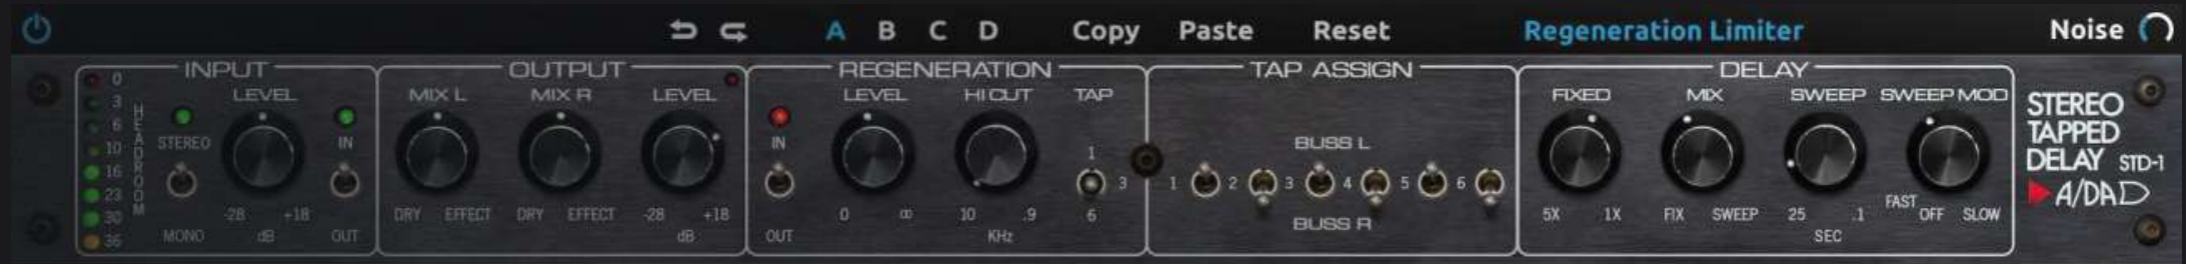 A B C D Copy Paste Reset Regeneration Limiter Noise
INPUT
0
3
6
10
16
23
30
36
HEADROOM
STEREO
MONO
LEVEL
-28 +18
dB
IN
OUT
OUTPUT
MIX L
DRY EFFECT
MIX R
DRY EFFECT
LEVEL
-28 +18
dB
REGENERATION
IN
OUT
LEVEL
0 ∞
HI CUT
10 .9
KHz
TAP
1
3
6
TAP ASSIGN
BUSS L
1 2 3 4 5 6
BUSS R
DELAY
FIXED
5X 1X
MIX
FIX SWEEP
SWEEP
25 .1
SEC
SWEEP MOD
FAST OFF SLOW
STEREO
TAPPED
DELAY STD-1
A/DA